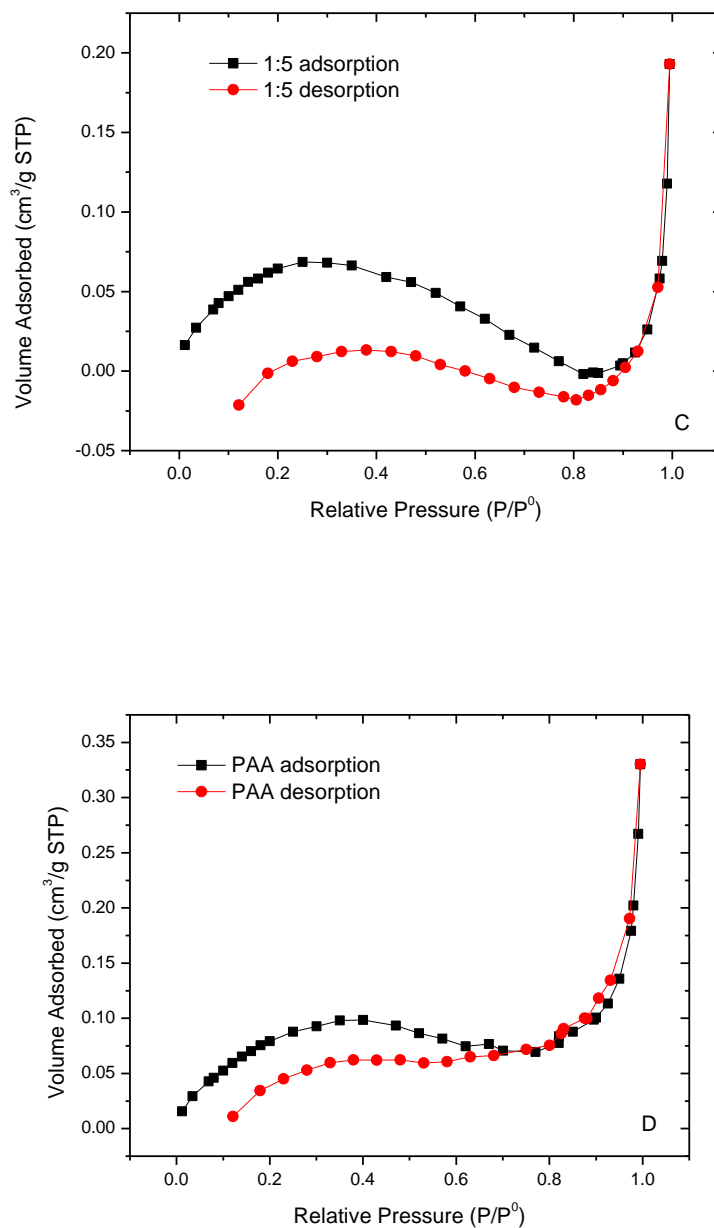 0.20
0.15
0.10
0.05
0.00
-0.05
Volume Adsorbed (cm³/g STP)
1:5 adsorption
1:5 desorption
C
0.0 0.2 0.4 0.6 0.8 1.0
Relative Pressure (P/P⁰)
0.35
0.30
0.25
0.20
0.15
0.10
0.05
0.00
Volume Adsorbed (cm³/g STP)
PAA adsorption
PAA desorption
D
0.0 0.2 0.4 0.6 0.8 1.0
Relative Pressure (P/P⁰)